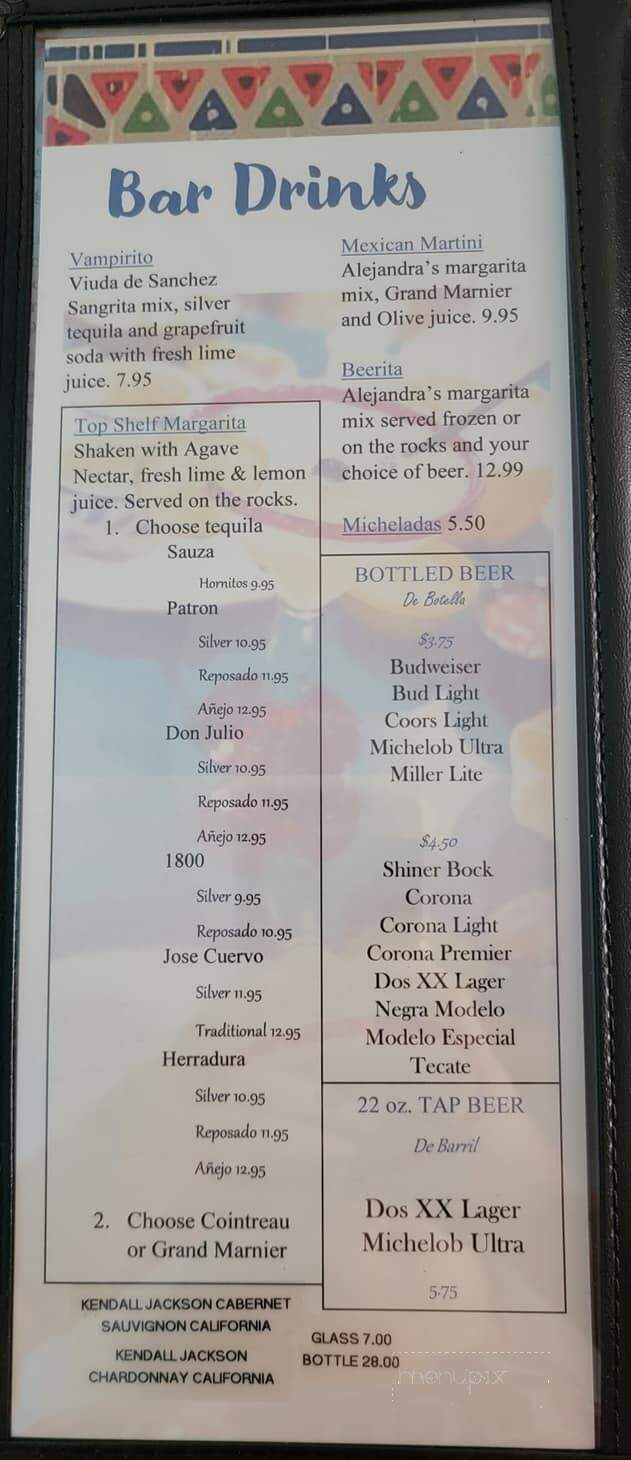 Bar Drinks
Vampirito
Viuda de Sanchez
Sangrita mix, silver
tequila and grapefruit
soda with fresh lime
juice. 7.95
Top Shelf Margarita
Shaken with Agave
Nectar, fresh lime & lemon
juice. Served on the rocks.
1. Choose tequila
Sauza
Hornitos 9.95
Patron
Silver 10.95
Reposado 11.95
Añejo 12.95
Don Julio
Silver 10.95
Reposado 11.95
Añejo 12.95
1800
Silver 9.95
Reposado 10.95
Jose Cuervo
Silver 11.95
Traditional 12.95
Herradura
Silver 10.95
Reposado 11.95
Añejo 12.95
2. Choose Cointreau
or Grand Marnier
Mexican Martini
Alejandra's margarita
mix, Grand Marnier
and Olive juice. 9.95
Beerita
Alejandra's margarita
mix served frozen or
on the rocks and your
choice of beer. 12.99
Micheladas 5.50
BOTTLED BEER
De Botella
$3.75
Budweiser
Bud Light
Coors Light
Michelob Ultra
Miller Lite
$4.50
Shiner Bock
Corona
Corona Light
Corona Premier
Dos XX Lager
Negra Modelo
Modelo Especial
Tecate
22 oz. TAP BEER
De Barril
Dos XX Lager
Michelob Ultra
5.75
KENDALL JACKSON CABERNET
SAUVIGNON CALIFORNIA
KENDALL JACKSON
CHARDONNAY CALIFORNIA
GLASS 7.00
BOTTLE 28.00
menupix